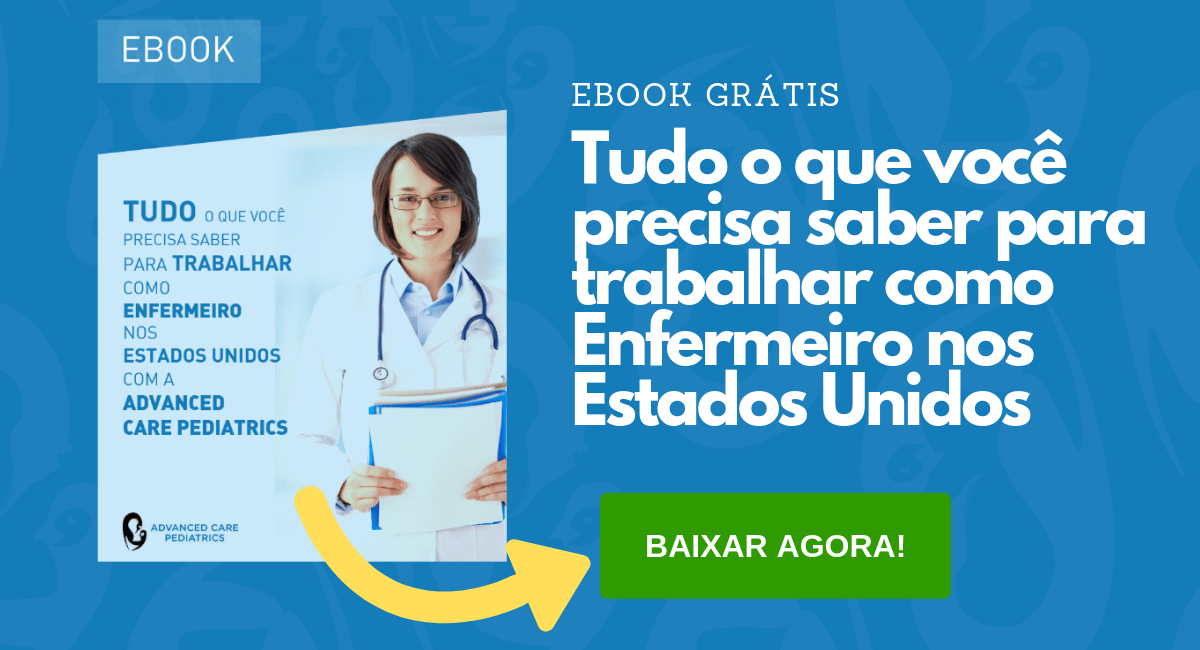 EBOOK
TUDO O QUE VOCÊ
PRECISA SABER
PARA TRABALHAR
COMO
ENFERMEIRO
NOS
ESTADOS UNIDOS
COM A
ADVANCED
CARE PEDIATRICS
ADVANCED CARE
PEDIATRICS
EBOOK GRÁTIS
Tudo o que você
precisa saber para
trabalhar como
Enfermeiro nos
Estados Unidos
BAIXAR AGORA!